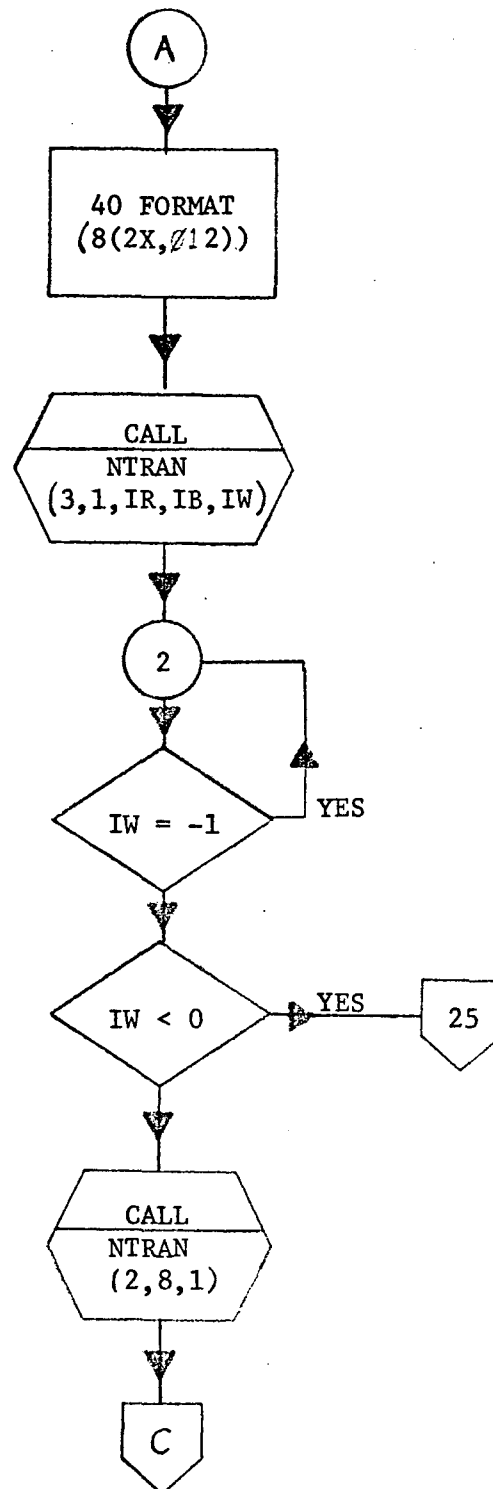 A
40 FORMAT
(8(2X,Ø12))
CALL
NTRAN
(3,1,IR,IB,IW)
2
IW = -1
YES
IW < 0
YES
25
CALL
NTRAN
(2,8,1)
C